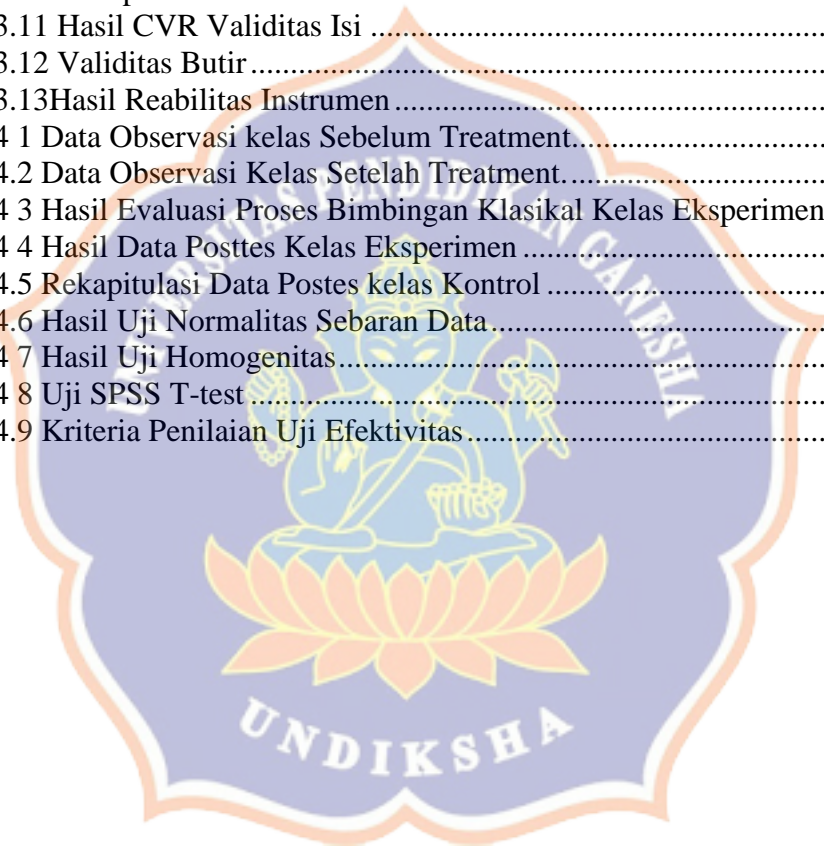 3.11 Hasil CVR Validitas Isi ..........................................................
3.12 Validitas Butir..........................................................................
3.13Hasil Reabilitas Instrumen.......................................................
4 1 Data Observasi kelas Sebelum Treatment................................
4.2 Data Observasi Kelas Setelah Treatment.................................
4 3 Hasil Evaluasi Proses Bimbingan Klasikal Kelas Eksperimen
4 4 Hasil Data Posttes Kelas Eksperimen ......................................
4.5 Rekapitulasi Data Postes kelas Kontrol ...................................
4.6 Hasil Uji Normalitas Sebaran Data..........................................
4 7 Hasil Uji Homogenitas.............................................................
4 8 Uji SPSS T-test ........................................................................
4.9 Kriteria Penilaian Uji Efektivitas.............................................
UNIVERSITAS PENDIDIKAN GANESHA
UNDIKSHA